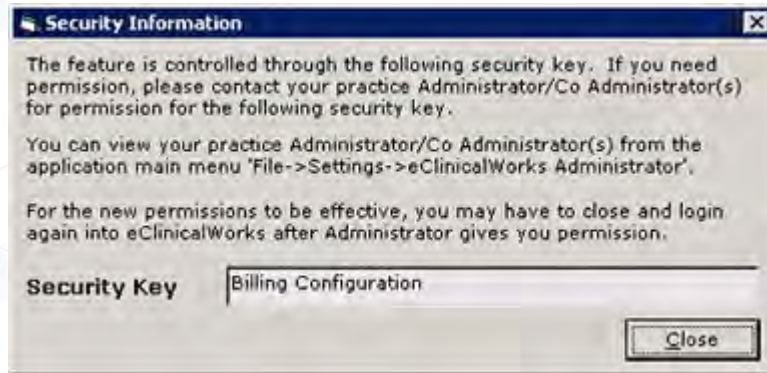 Security Information
The feature is controlled through the following security key. If you need
permission, please contact your practice Administrator/Co Administrator(s)
for permission for the following security key.
You can view your practice Administrator/Co Administrator(s) from the
application main menu 'File->Settings->eClinicalWorks Administrator'.
For the new permissions to be effective, you may have to close and login
again into eClinicalWorks after Administrator gives you permission.
Security Key Billing Configuration
Close